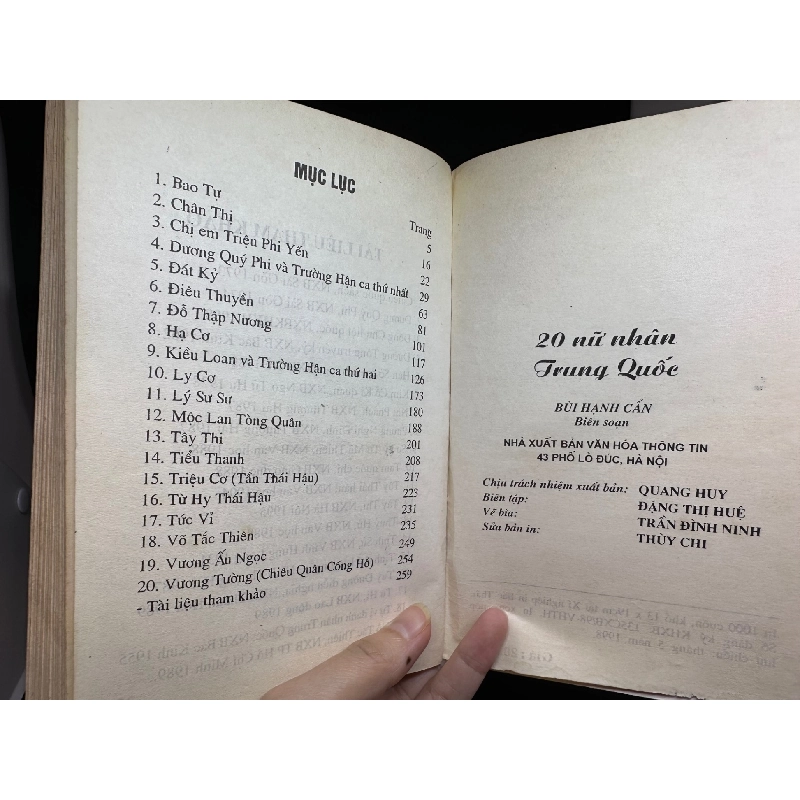 MỤC LỤC
Trang
1. Bao Tự 5
2. Chân Thị 16
3. Chị em Triệu Phi Yến 22
4. Dương Quý Phi và Trường Hận ca thứ nhất 29
5. Đát Kỷ 63
6. Điêu Thuyền 81
7. Đỗ Thập Nương 101
8. Hạ Cơ 117
9. Kiều Loan và Trường Hận ca thứ hai 126
10. Ly Cơ 173
11. Lý Sư Sư 180
12. Mộc Lan Tòng Quân 188
13. Tây Thi 201
14. Tiểu Thanh 208
15. Triệu Cơ (Tần Thái Hậu) 217
16. Từ Hy Thái Hậu 223
17. Tức Vỉ 231
18. Võ Tắc Thiên 235
19. Vương Ấn Ngọc 249
20. Vương Tường (Chiêu Quân Cống Hồ) 254
- Tài liệu tham khảo 259
20 nữ nhân
Trung Quốc
BÙI HẠNH CẨN
Biên soạn
NHÀ XUẤT BẢN VĂN HÓA THÔNG TIN
43 PHỐ LÒ ĐÚC, HÀ NỘI
Chịu trách nhiệm xuất bản: QUANG HUY
Biên tập: ĐẶNG THỊ HUỆ
Vẽ bìa: TRẦN ĐÌNH NINH
Sửa bản in: THÙY CHI